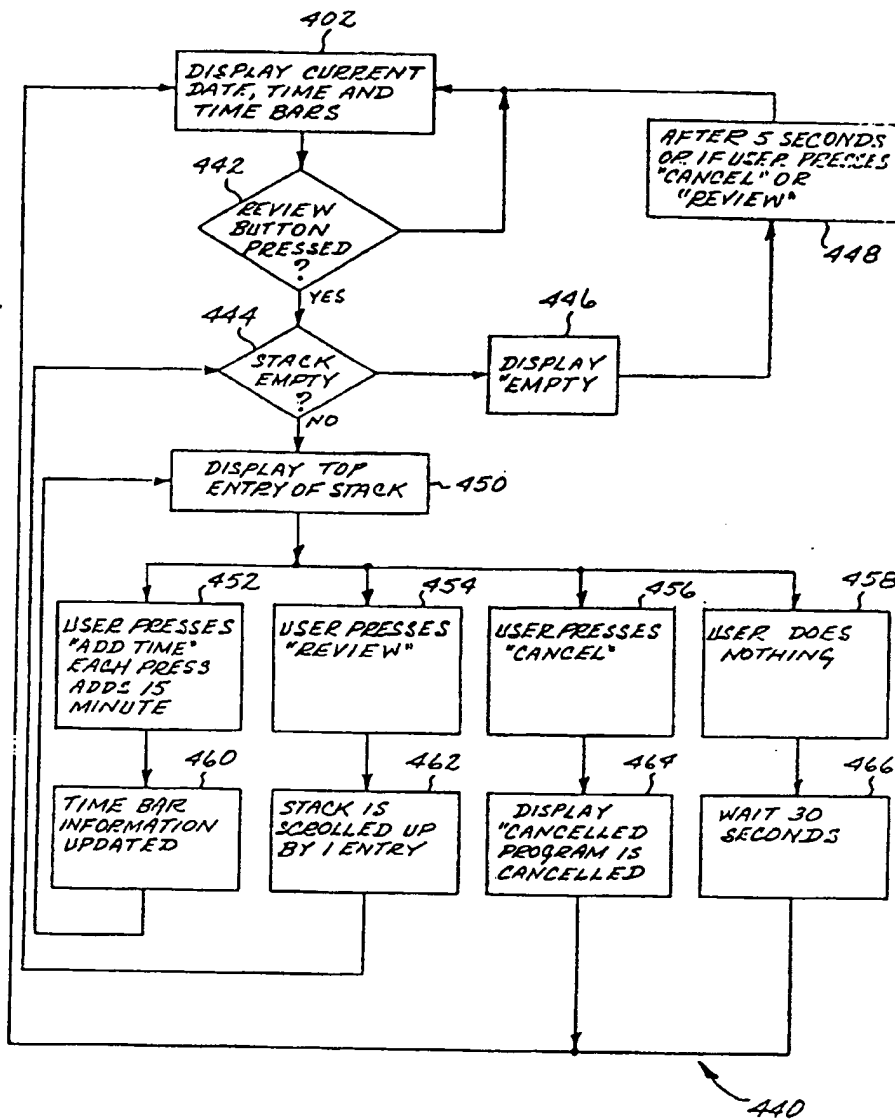 402
DISPLAY CURRENT
DATE, TIME AND
TIME BARS
442
REVIEW
BUTTON
PRESSED
?
YES
AFTER 5 SECONDS
OR IF USER PRESSES
"CANCEL" OR
"REVIEW"
448
444
STACK
EMPTY
?
NO
446
DISPLAY
"EMPTY
DISPLAY TOP
ENTRY OF STACK
450
452
USER PRESSES
"ADD TIME"
EACH PRESS
ADDS 15
MINUTE
454
USER PRESSES
"REVIEW"
456
USER PRESSES
"CANCEL"
458
USER DOES
NOTHING
460
TIME BAR
INFORMATION
UPDATED
462
STACK IS
SCROLLED UP
BY 1 ENTRY
464
DISPLAY
"CANCELLED
PROGRAM IS
CANCELLED
466
WAIT 30
SECONDS
440